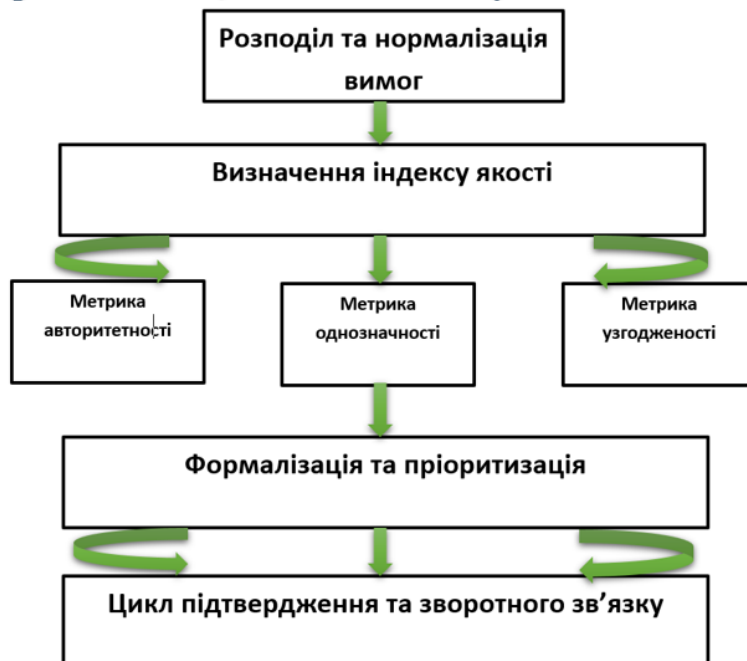 Розподіл та нормалізація
вимог
Визначення індексу якості
Метрика
авторитетності
Метрика
однозначності
Метрика
узгодженості
Формалізація та пріоритизація
Цикл підтвердження та зворотного зв’язку